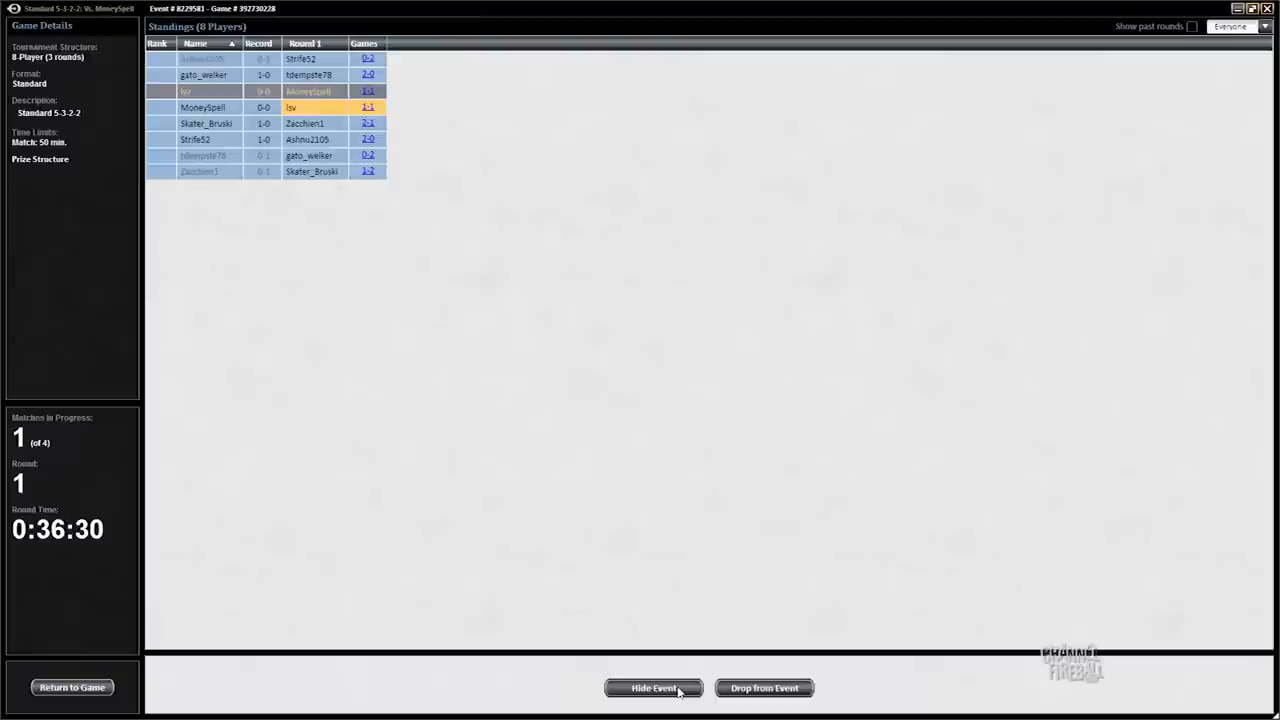 Standard 5-3-2-2: Vs. MoneySpell
Event # 8229581 - Game # 392730228
Game Details
Standings (8 Players)
Show past rounds
Everyone
Tournament Structure:
8-Player (3 rounds)
Format:
Standard
Description:
Standard 5-3-2-2
Time Limits:
Match: 50 min.
Prize Structure
Rank Name Record Round 1 Games
Ashnu2105 0-1 Strife52 0-2
gato_welker 1-0 tdempste78 2-0
lsv 0-0 MoneySpell 1-1
MoneySpell 0-0 lsv 1-1
Skater_Bruski 1-0 Zacchien1 2-1
Strife52 1-0 Ashnu2105 2-0
tdempste78 0-1 gato_welker 0-2
Zacchien1 0-1 Skater_Bruski 1-2
Matches in Progress:
1 (of 4)
Round:
1
Round Time:
0:36:30
Return to Game
Hide Event
Drop from Event
CHANNEL
FIREBALL